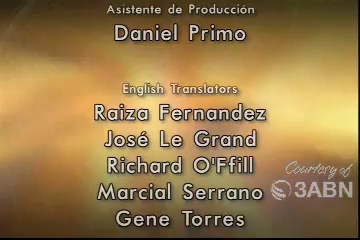 Asistente de Producción
Daniel Primo
English Translators
Raiza Fernandez
José Le Grand
Richard O'Ffill
Marcial Serrano
Gene Torres
Courtesy of
3ABN